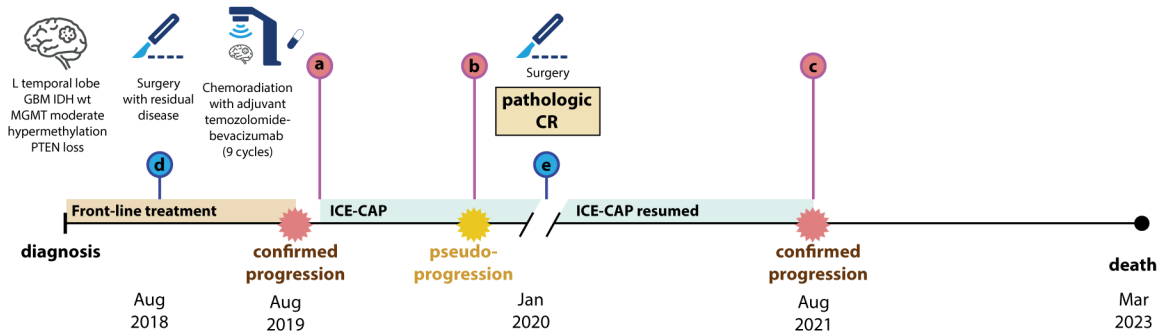 L temporal lobe
GBM IDH wt
MGMT moderate
hypermethylation
PTEN loss
Surgery
with residual
disease
Chemoradiation
with adjuvant
temozolomide-
bevacizumab
(9 cycles)
a
b
Surgery
pathologic
CR
c
d
e
Front-line treatment
ICE-CAP
ICE-CAP resumed
diagnosis
confirmed
progression
pseudo-
progression
confirmed
progression
death
Aug
2018
Aug
2019
Jan
2020
Aug
2021
Mar
2023